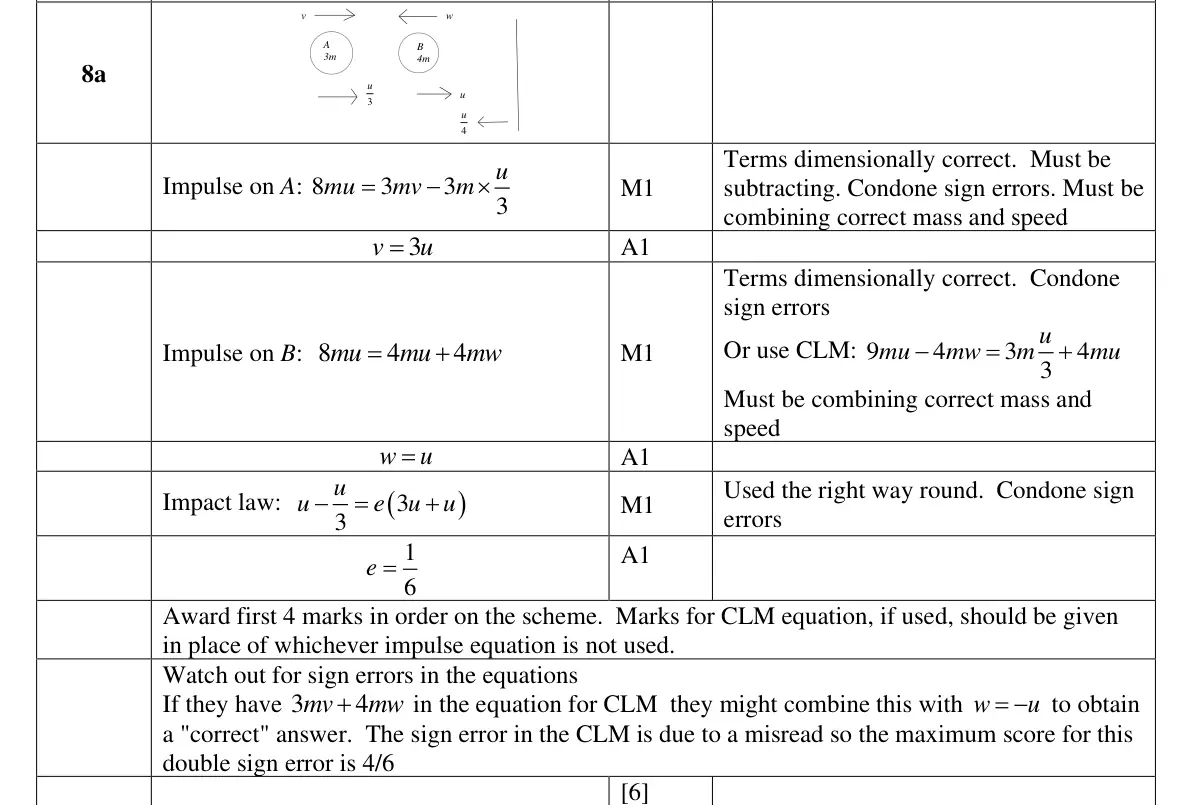 8a
v w
A
3m
B
4m
u/3
u
u/4
Impulse on A: 8mu = 3mv − 3m × u/3
M1
Terms dimensionally correct. Must be
subtracting. Condone sign errors. Must be
combining correct mass and speed
v = 3u
A1
Impulse on B: 8mu = 4mu + 4mw
M1
Terms dimensionally correct. Condone
sign errors
Or use CLM: 9mu − 4mw = 3m u/3 + 4mu
Must be combining correct mass and
speed
w = u
A1
Impact law: u − u/3 = e(3u + u)
M1
Used the right way round. Condone sign
errors
e = 1/6
A1
Award first 4 marks in order on the scheme. Marks for CLM equation, if used, should be given
in place of whichever impulse equation is not used.
Watch out for sign errors in the equations
If they have 3mv + 4mw in the equation for CLM they might combine this with w = −u to obtain
a "correct" answer. The sign error in the CLM is due to a misread so the maximum score for this
double sign error is 4/6
[6]